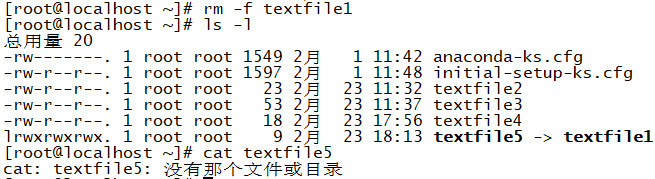 [root@localhost ~]# rm -f textfile1
[root@localhost ~]# ls -l
总用量 20
-rw-------. 1 root root 1549 2月   1 11:42 anaconda-ks.cfg
-rw-r--r--. 1 root root 1597 2月   1 11:48 initial-setup-ks.cfg
-rw-r--r--. 1 root root   23 2月  23 11:32 textfile2
-rw-r--r--. 1 root root   53 2月  23 11:37 textfile3
-rw-r--r--. 1 root root   18 2月  23 17:56 textfile4
lrwxrwxrwx. 1 root root    9 2月  23 18:13 textfile5 -> textfile1
[root@localhost ~]# cat textfile5
cat: textfile5: 没有那个文件或目录